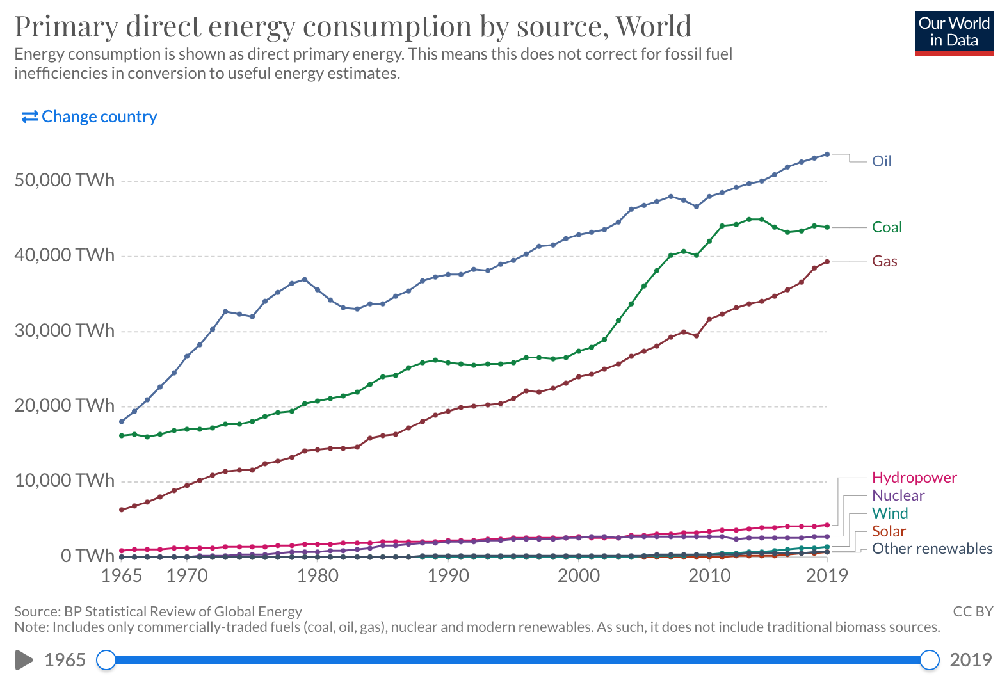 Primary direct energy consumption by source, World
Our World
in Data
Energy consumption is shown as direct primary energy. This means this does not correct for fossil fuel
inefficiencies in conversion to useful energy estimates.
Change country
50,000 TWh
40,000 TWh
30,000 TWh
20,000 TWh
10,000 TWh
0 TWh
Oil
Coal
Gas
Hydropower
Nuclear
Wind
Solar
Other renewables
1965 1970 1980 1990 2000 2010 2019
Source: BP Statistical Review of Global Energy
CC BY
Note: Includes only commercially-traded fuels (coal, oil, gas), nuclear and modern renewables. As such, it does not include traditional biomass sources.
1965 2019